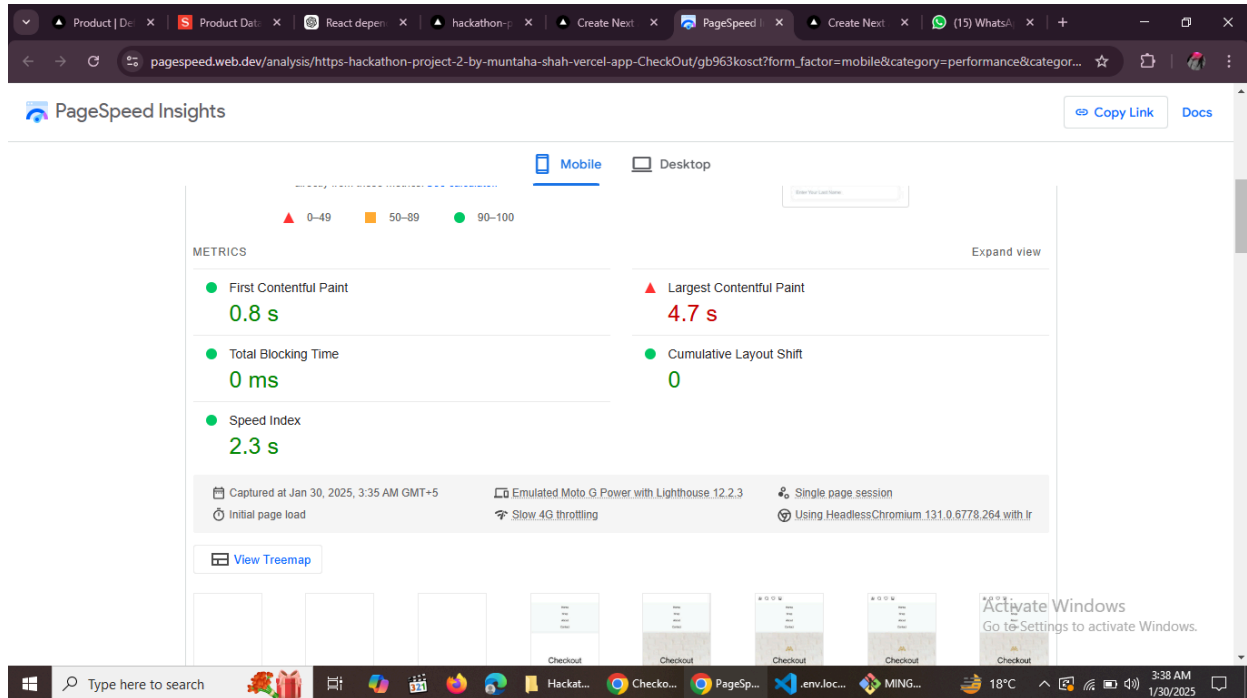 Product | De
Product Data
React depen
hackathon-p
Create Next
PageSpeed I
Create Next
(15) WhatsA
pagespeed.web.dev/analysis/https-hackathon-project-2-by-muntaha-shah-vercel-app-CheckOut/gb963kosct?form_factor=mobile&category=performance&categor...
PageSpeed Insights
Copy Link
Docs
Mobile
Desktop
Enter Your Last Name
0–49
50–89
90–100
METRICS
Expand view
First Contentful Paint
0.8 s
Largest Contentful Paint
4.7 s
Total Blocking Time
0 ms
Cumulative Layout Shift
0
Speed Index
2.3 s
Captured at Jan 30, 2025, 3:35 AM GMT+5
Emulated Moto G Power with Lighthouse 12.2.3
Single page session
Initial page load
Slow 4G throttling
Using HeadlessChromium 131.0.6778.264 with lr
View Treemap
Checkout
Checkout
Checkout
Checkout
Checkout
Activate Windows
Go to Settings to activate Windows.
Type here to search
Hackat...
Checko...
PageSp...
.env.loc...
MING...
18°C
3:38 AM
1/30/2025